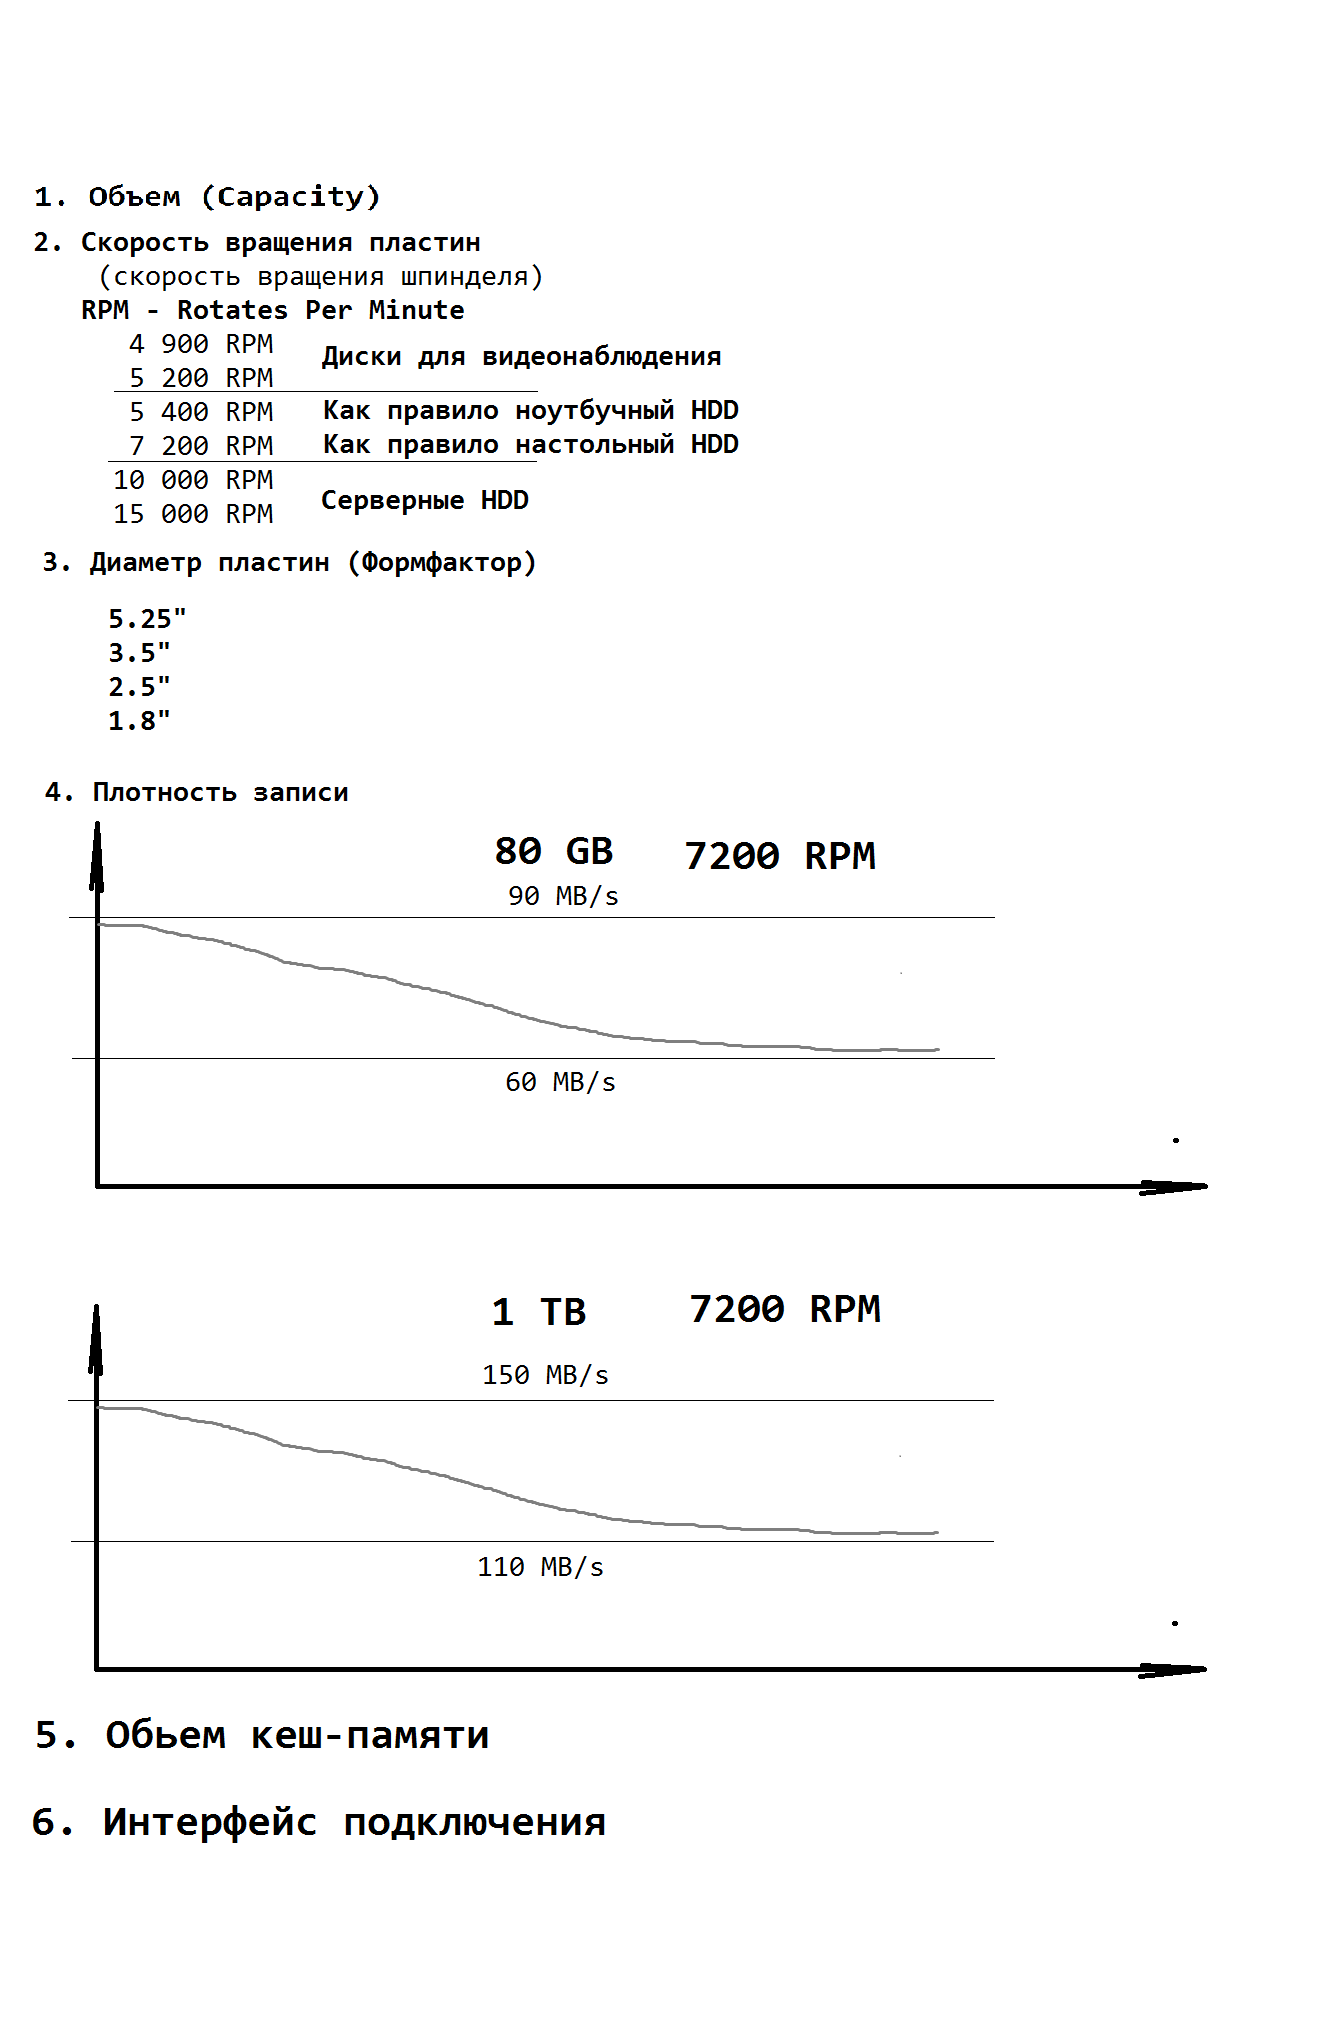 1. Объем (Capacity)
2. Скорость вращения пластин
(скорость вращения шпинделя)
RPM - Rotates Per Minute
4 900 RPM
Диски для видеонаблюдения
5 200 RPM
5 400 RPM Как правило ноутбучный HDD
7 200 RPM Как правило настольный HDD
10 000 RPM
Серверные HDD
15 000 RPM
3. Диаметр пластин (Формфактор)
5.25"
3.5"
2.5"
1.8"
4. Плотность записи
80 GB 7200 RPM
90 MB/s
60 MB/s
1 TB 7200 RPM
150 MB/s
110 MB/s
5. Обьем кеш-памяти
6. Интерфейс подключения